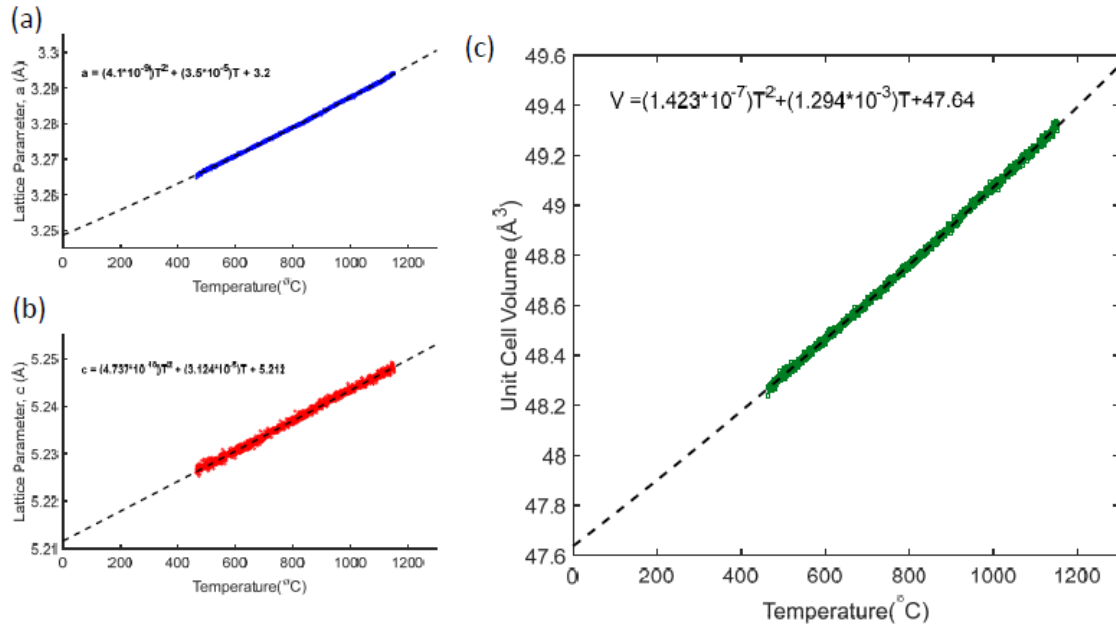 (a)
3.3
3.29
3.28
3.27
3.26
3.25
Lattice Parameter, a (Å)
a = (4.1*10⁻⁹)T² + (3.5*10⁻⁵)T + 3.2
0 200 400 600 800 1000 1200
Temperature(°C)
(b)
5.25
5.24
5.23
5.22
5.21
Lattice Parameter, c (Å)
c = (4.737*10⁻¹⁰)T² + (3.124*10⁻⁵)T + 5.212
0 200 400 600 800 1000 1200
Temperature(°C)
(c)
49.6
49.4
49.2
49
48.8
48.6
48.4
48.2
48
47.8
47.6
Unit Cell Volume (Å³)
V =(1.423*10⁻⁷)T²+(1.294*10⁻³)T+47.64
0 200 400 600 800 1000 1200
Temperature(°C)